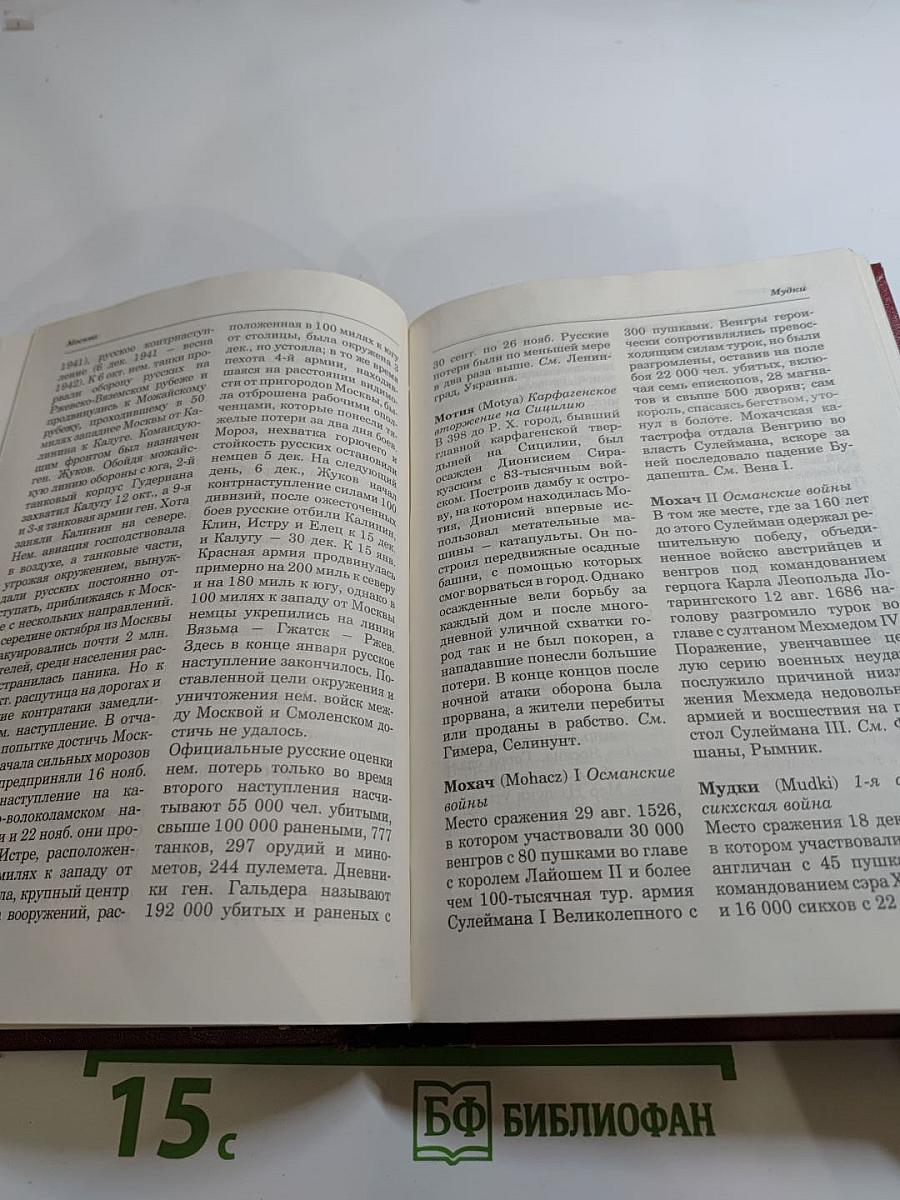 Москва
1941), русское контрнаступ-
ление (6 дек. 1941 — весна
1942). К 6 окт. нем. танки про-
рвали оборону русских на
Ржевско-Вяземском рубеже и
продвинулись к Можайскому
рубежу, проходившему в 50
милях западнее Москвы от Ка-
линина к Калуге. Командую-
щим фронтом был назначен
ген. Жуков. Обойдя можайс-
кую линию обороны с юга, 2-й
танковый корпус Гудериана
захватил Калугу 12 окт., а 9-я
и 3-я танковая армии ген. Хота
заняли Калинин на севере.
Нем. авиация господствовала
в воздухе, а танковые части,
угрожая окружением, вынуж-
дали русских постоянно от-
ступать, приближаясь к Моск-
е с нескольких направлений.
середине октября из Москвы
акуировались почти 2 млн.
телей, среди населения рас-
странилась паника. Но к
кт. распутица на дорогах и
ие контратаки замедли-
м. наступление. В отча-
попытке достичь Моск-
ачала сильных морозов
предприняли 16 нояб.
наступление на ка-
о-волоколамском на-
и и 22 нояб. они про-
Истре, расположен-
милях к западу от
ла, крупный центр
вооружений, рас-
положенная в 100 милях к югу
от столицы, была окружена 3
дек., но устояла; в то же время
пехота 4-й армии, находив-
шаяся на расстоянии видимо-
сти от пригородов Москвы, бы-
ла отброшена рабочими опол-
ченцами, которые понесли тя-
желые потери за два дня боев.
Мороз, нехватка горючего и
стойкость русских остановили
немцев 5 дек. На следующий
день, 6 дек., Жуков начал
контрнаступление силами 100
дивизий, после ожесточенных
боев русские отбили Калинин,
Клин, Истру и Елец к 15 дек.
и Калугу — 30 дек. К 15 янв.
Красная армия продвинулась
примерно на 200 миль к северу
и на 180 миль к югу, однако в
100 милях к западу от Москвы
немцы укрепились на линии
Вязьма — Гжатск — Ржев.
Здесь в конце января русское
наступление закончилось. По-
ставленной цели окружения и
уничтожения нем. войск меж-
ду Москвой и Смоленском до-
стичь не удалось.
Официальные русские оценки
нем. потерь только во время
второго наступления насчи-
тывают 55 000 чел. убитыми,
свыше 100 000 ранеными, 777
танков, 297 орудий и мино-
метов, 244 пулемета. Дневни-
ки ген. Гальдера называют
192 000 убитых и раненых с
Мудки
30 сент. по 26 нояб. Русские
потери были по меньшей мере
в два раза выше. См. Ленин-
град, Украина.
Мотия (Motya) Карфагенское
вторжение на Сицилию
В 398 до Р. Х. город, бывший
главной карфагенской твер-
дыней на Сицилии, был
осажден Дионисием Сира-
кузским с 83-тысячным вой-
ском. Построив дамбу к остро-
ву, на котором находилась Мо-
тия, Дионисий впервые ис-
пользовал метательные ма-
шины — катапульты. Он по-
строил передвижные осадные
башни, с помощью которых
смог ворваться в город. Однако
осажденные вели борьбу за
каждый дом и после много-
дневной уличной схватки го-
род так и не был покорен, а
нападавшие понесли большие
потери. В конце концов после
ночной атаки оборона была
прорвана, а жители перебиты
или проданы в рабство. См.
Гимера, Селинунт.
Мохач (Mohacz) I Османские
войны
Место сражения 29 авг. 1526,
в котором участвовали 30 000
венгров с 80 пушками во главе
с королем Лайошем II и более
чем 100-тысячная тур. армия
Сулеймана I Великолепного с
300 пушками. Венгры герои-
чески сопротивлялись превос-
ходящим силам турок, но были
разгромлены, оставив на поле
боя 22 000 чел. убитых, вклю-
чая семь епископов, 28 магна-
тов и свыше 500 дворян; сам
король, спасаясь бегством, уто-
нул в болоте. Мохачская ка-
тастрофа отдала Венгрию во
власть Сулеймана, вскоре за
ней последовало падение Бу-
дапешта. См. Вена I.
Мохач II Османские войны
В том же месте, где за 160 лет
до этого Сулейман одержал ре-
шительную победу, объеди-
ненное войско австрийцев и
венгров под командованием
герцога Карла Леопольда Ло-
тарингского 12 авг. 1686 на-
голову разгромило турок во
главе с султаном Мехмедом IV
Поражение, увенчавшее це
лую серию военных неуда
послужило причиной низл
жения Мехмеда недовольн
армией и восшествия на п
стол Сулеймана III. См. Ф
шаны, Рымник.
Мудки (Mudki) 1-я а
сикхская война
Место сражения 18 дек
в котором участвовали
англичан с 45 пушка
командованием сэра Х
и 16 000 сикхов с 22
15 с
БФ БИБЛИОФАН